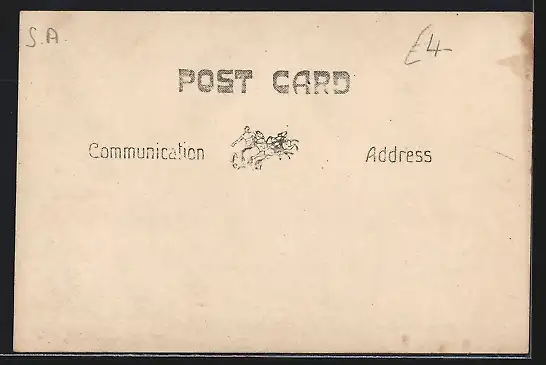 S.A.
£4-
POST CARD
Communication
Address